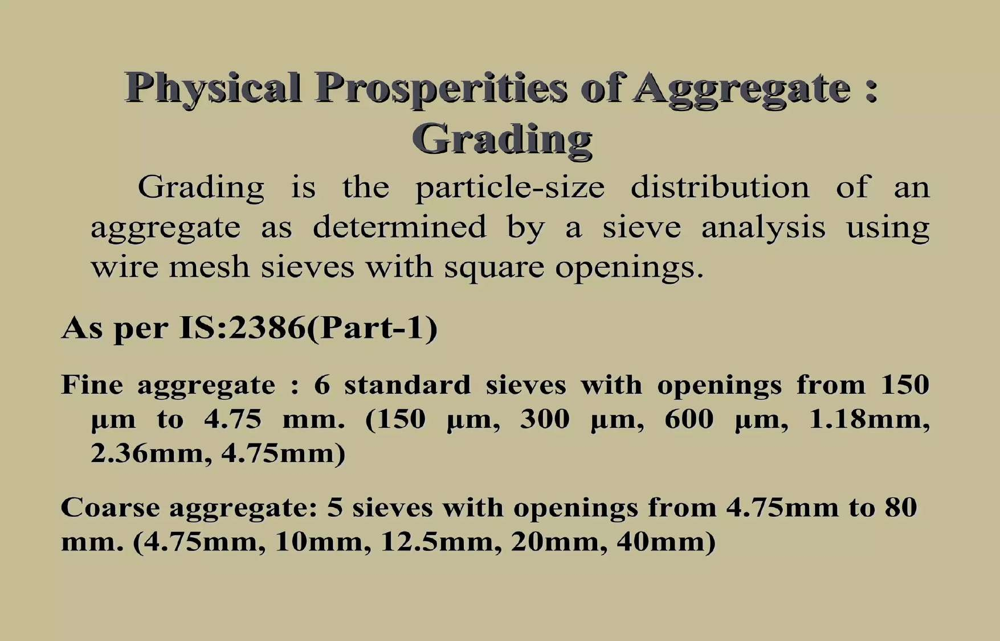 Physical Prosperities of Aggregate :
Grading
Grading is the particle-size distribution of an
aggregate as determined by a sieve analysis using
wire mesh sieves with square openings.
As per IS:2386(Part-1)
Fine aggregate : 6 standard sieves with openings from 150
μm to 4.75 mm. (150 μm, 300 μm, 600 μm, 1.18mm,
2.36mm, 4.75mm)
Coarse aggregate: 5 sieves with openings from 4.75mm to 80
mm. (4.75mm, 10mm, 12.5mm, 20mm, 40mm)